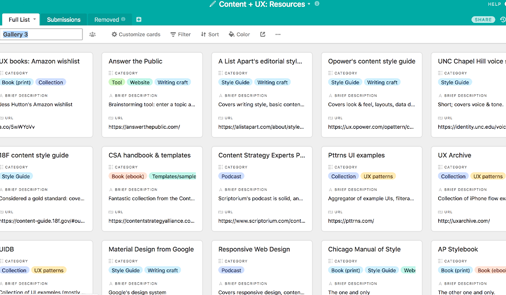 Content + UX: Resources
HELP
Full List
Submissions
Removed
SHARE
Gallery 3
Customize cards
Filter
Sort
Color
UX books: Amazon wishlist
CATEGORY
Book (print) Collection
BRIEF DESCRIPTION
Jess Hutton's Amazon wishlist
URL
a.co/5wWYoVv
Answer the Public
CATEGORY
Tool Website Writing craft
BRIEF DESCRIPTION
Brainstorming tool: enter a topic a...
URL
https://answerthepublic.com/
A List Apart's editorial styl...
CATEGORY
Style Guide Writing craft
BRIEF DESCRIPTION
Covers writing style, basic conten...
URL
https://alistapart.com/about/style...
Opower's content style guide
CATEGORY
Style Guide Writing craft
BRIEF DESCRIPTION
Covers look & feel, layouts, data d...
URL
https://ux.opower.com/opattern/c...
UNC Chapel Hill voice
CATEGORY
Style Guide
BRIEF DESCRIPTION
Short; covers voice & tone.
URL
https://identity.unc.edu/voic
18F content style guide
CATEGORY
Style Guide
BRIEF DESCRIPTION
Considered a gold standard: cove...
URL
https://content-guide.18f.gov/#ou...
CSA handbook & templates
CATEGORY
Book (ebook) Templates/sample
BRIEF DESCRIPTION
Fantastic collection from the Cont...
URL
https://contentstrategyalliance.co...
Content Strategy Experts P...
CATEGORY
Podcast
BRIEF DESCRIPTION
Scriptorium's podcast is solid, an...
URL
https://www.scriptorium.com/cont...
Pttrns UI examples
CATEGORY
Collection UX patterns
BRIEF DESCRIPTION
Aggregator of example UIs, filtera...
URL
https://pttrns.com/
UX Archive
CATEGORY
Collection UX patterns
BRIEF DESCRIPTION
Collection of iPhone flow ex
URL
http://uxarchive.com/
UIDB
CATEGORY
Collection UX patterns
BRIEF DESCRIPTION
Collection of UI examples (mostly
Material Design from Google
CATEGORY
Style Guide Writing craft
BRIEF DESCRIPTION
Google's design system
Responsive Web Design
CATEGORY
Podcast
BRIEF DESCRIPTION
Covers responsive design, conten...
Chicago Manual of Style
CATEGORY
Book (print) Style Guide Web
BRIEF DESCRIPTION
The one and only.
AP Stylebook
CATEGORY
Book (print) Book (ebook)
BRIEF DESCRIPTION
The other one and only